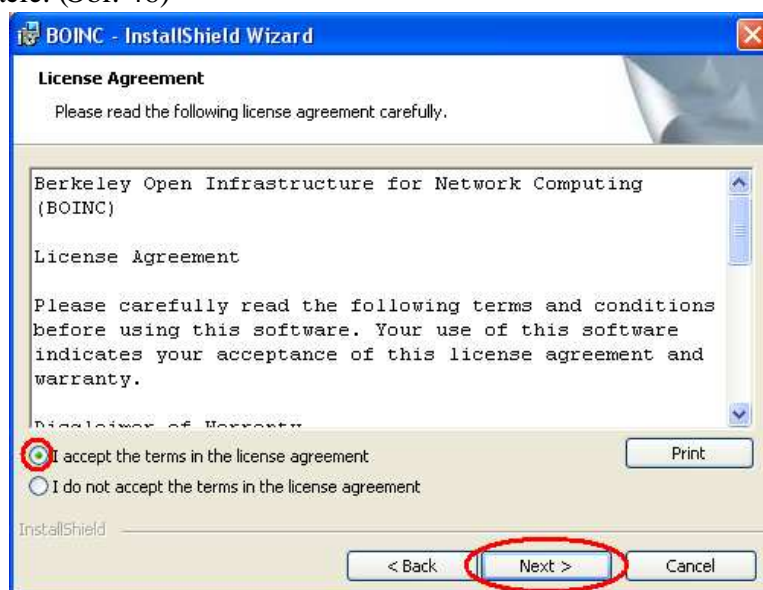 BOINC - InstallShield Wizard
License Agreement
Please read the following license agreement carefully.
Berkeley Open Infrastructure for Network Computing
(BOINC)
License Agreement
Please carefully read the following terms and conditions
before using this software. Your use of this software
indicates your acceptance of this license agreement and
warranty.
Disclaimer of Warranty
I accept the terms in the license agreement
Print
I do not accept the terms in the license agreement
InstallShield
< Back
Next >
Cancel